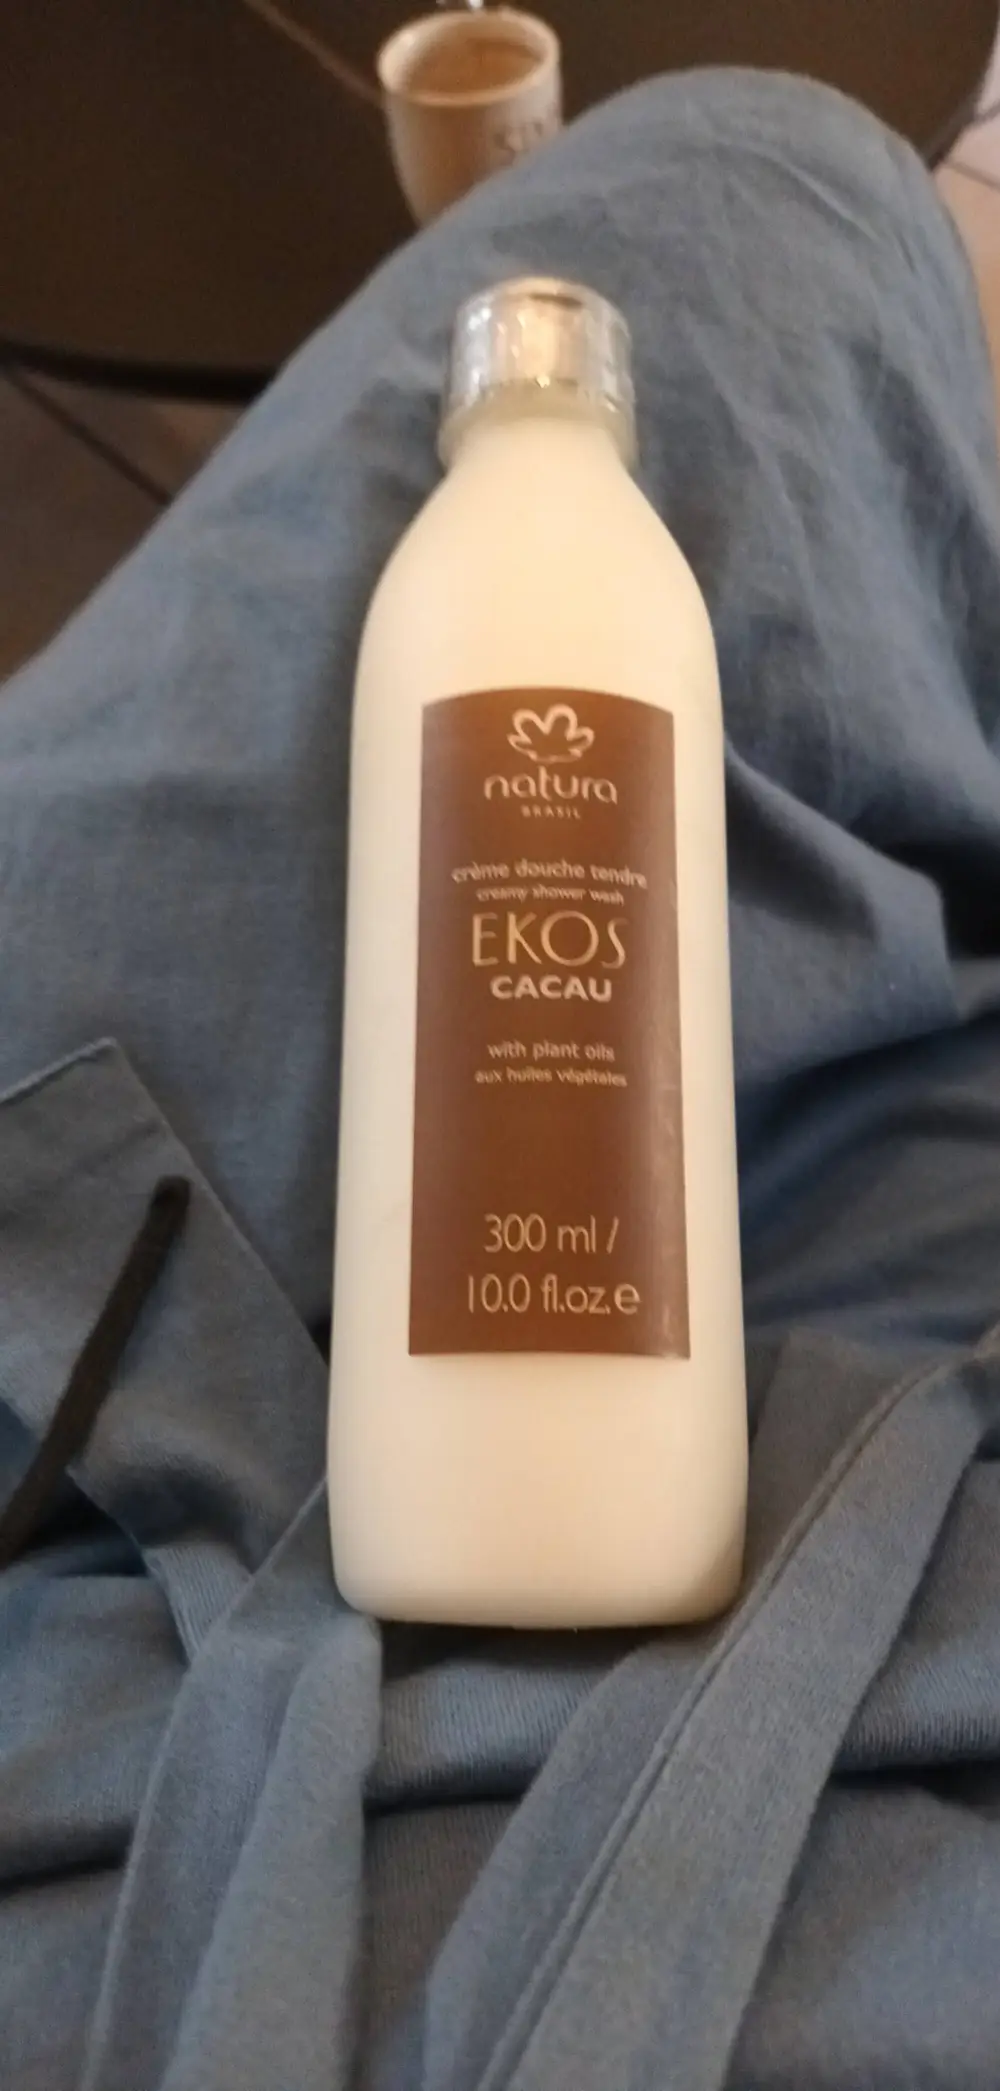 natura
BRASIL
crème douche tendre
creamy shower wash
EKOS
CACAU
with plant oils
aux huiles végétales
300 ml /
10.0 fl.oz.e